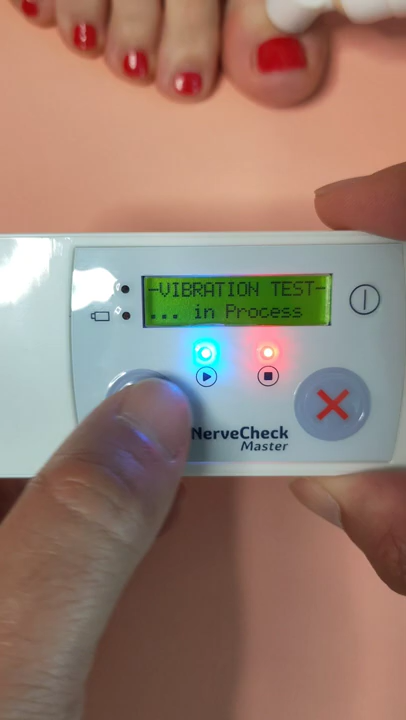 -VIBRATION TEST-
... in Process
NerveCheck
Master